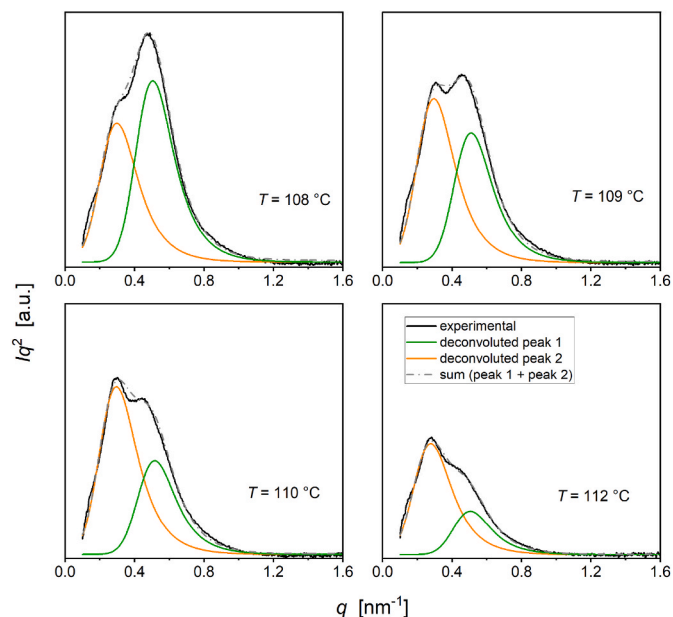 T = 108 °C
T = 109 °C
0.0 0.4 0.8 1.2 1.6
0.0 0.4 0.8 1.2 1.6
Iq² [a.u.]
experimental
deconvoluted peak 1
deconvoluted peak 2
sum (peak 1 + peak 2)
T = 110 °C
T = 112 °C
0.0 0.4 0.8 1.2 1.6
0.0 0.4 0.8 1.2 1.6
q [nm⁻¹]